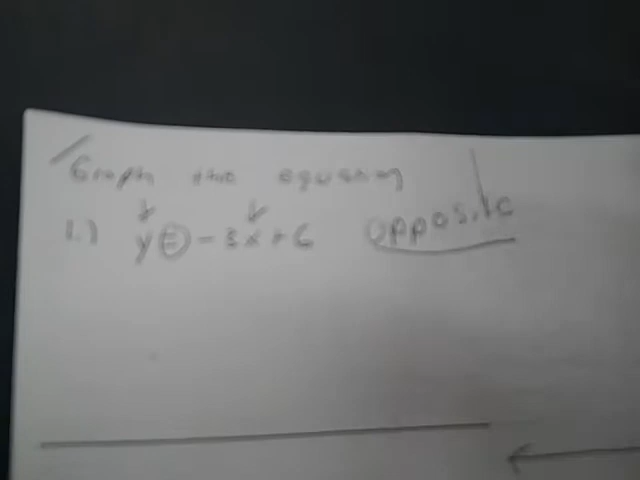 Graph the equation
1.) y = -3x + 6 opposite